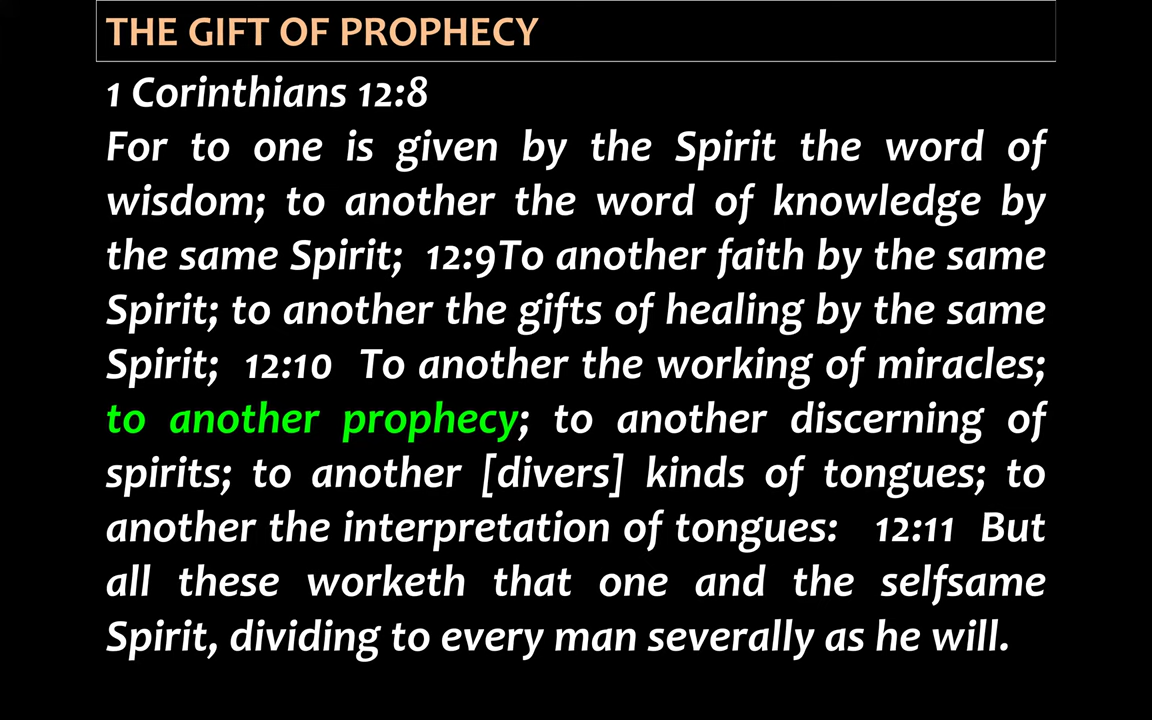 THE GIFT OF PROPHECY
1 Corinthians 12:8
For to one is given by the Spirit the word of
wisdom; to another the word of knowledge by
the same Spirit; 12:9To another faith by the same
Spirit; to another the gifts of healing by the same
Spirit; 12:10 To another the working of miracles;
to another prophecy; to another discerning of
spirits; to another [divers] kinds of tongues; to
another the interpretation of tongues: 12:11 But
all these worketh that one and the selfsame
Spirit, dividing to every man severally as he will.